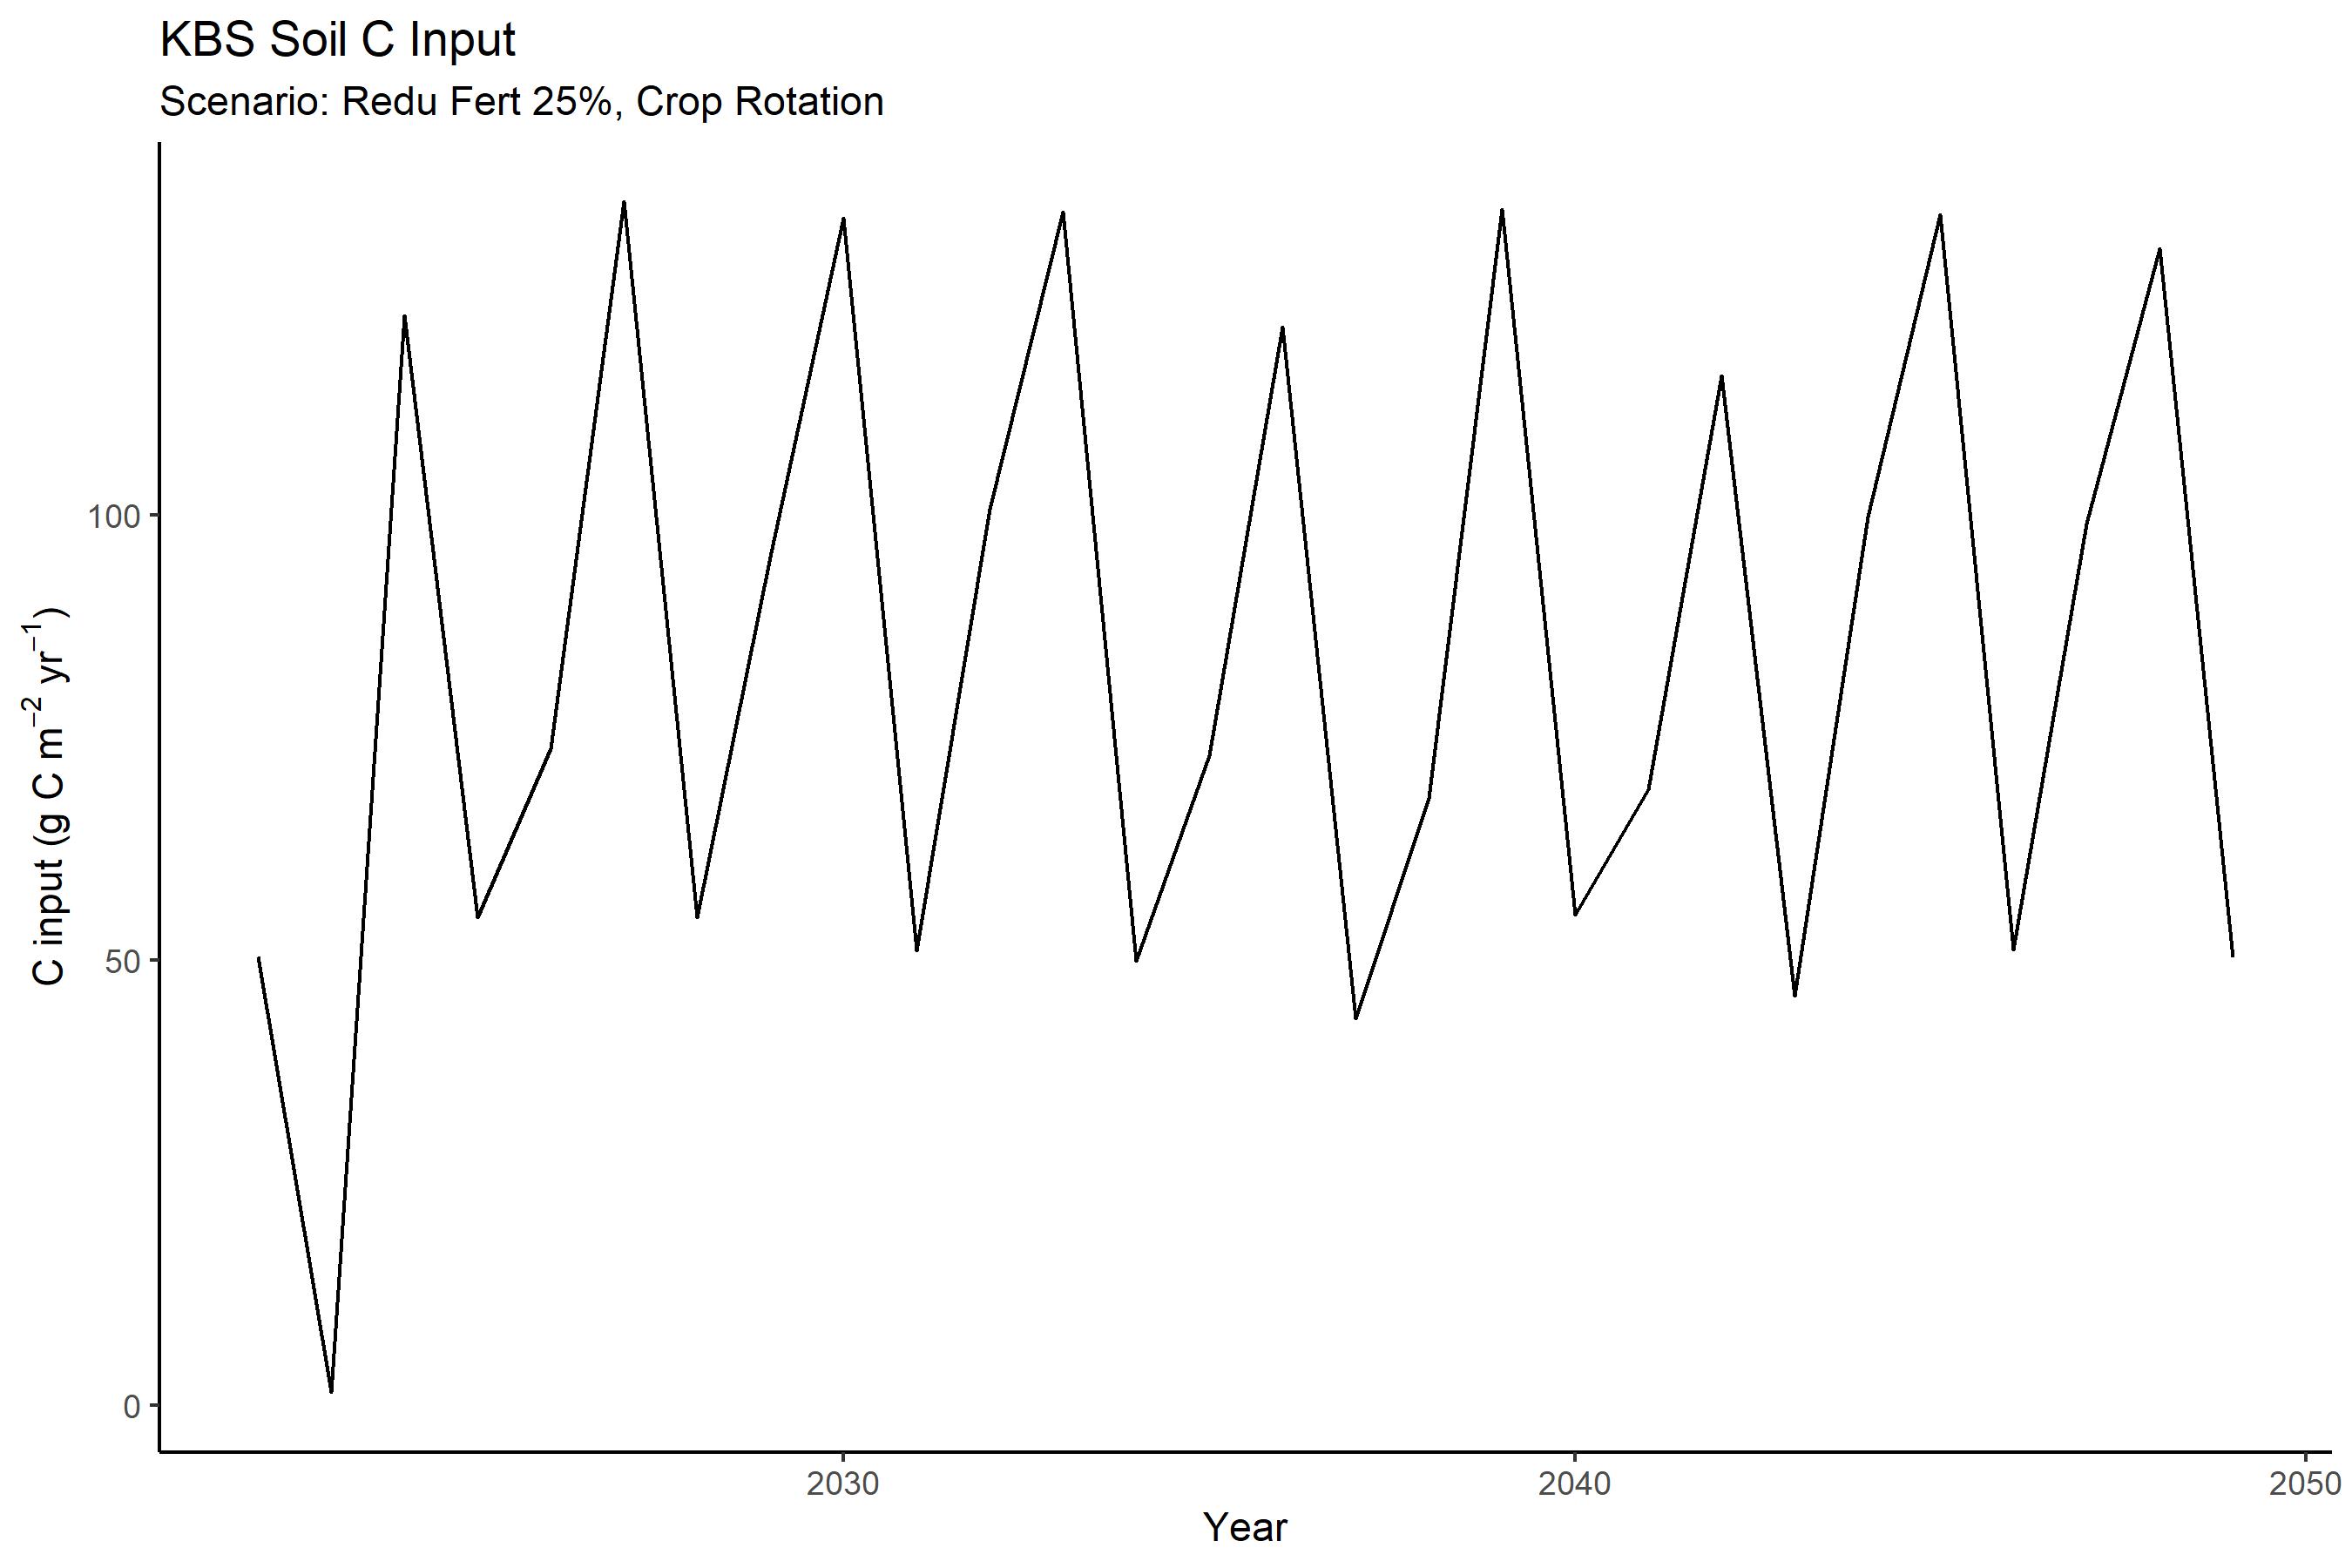 KBS Soil C Input
Scenario: Redu Fert 25%, Crop Rotation
C input (g C m⁻² yr⁻¹)
100
50
0
2030 2040 2050
Year